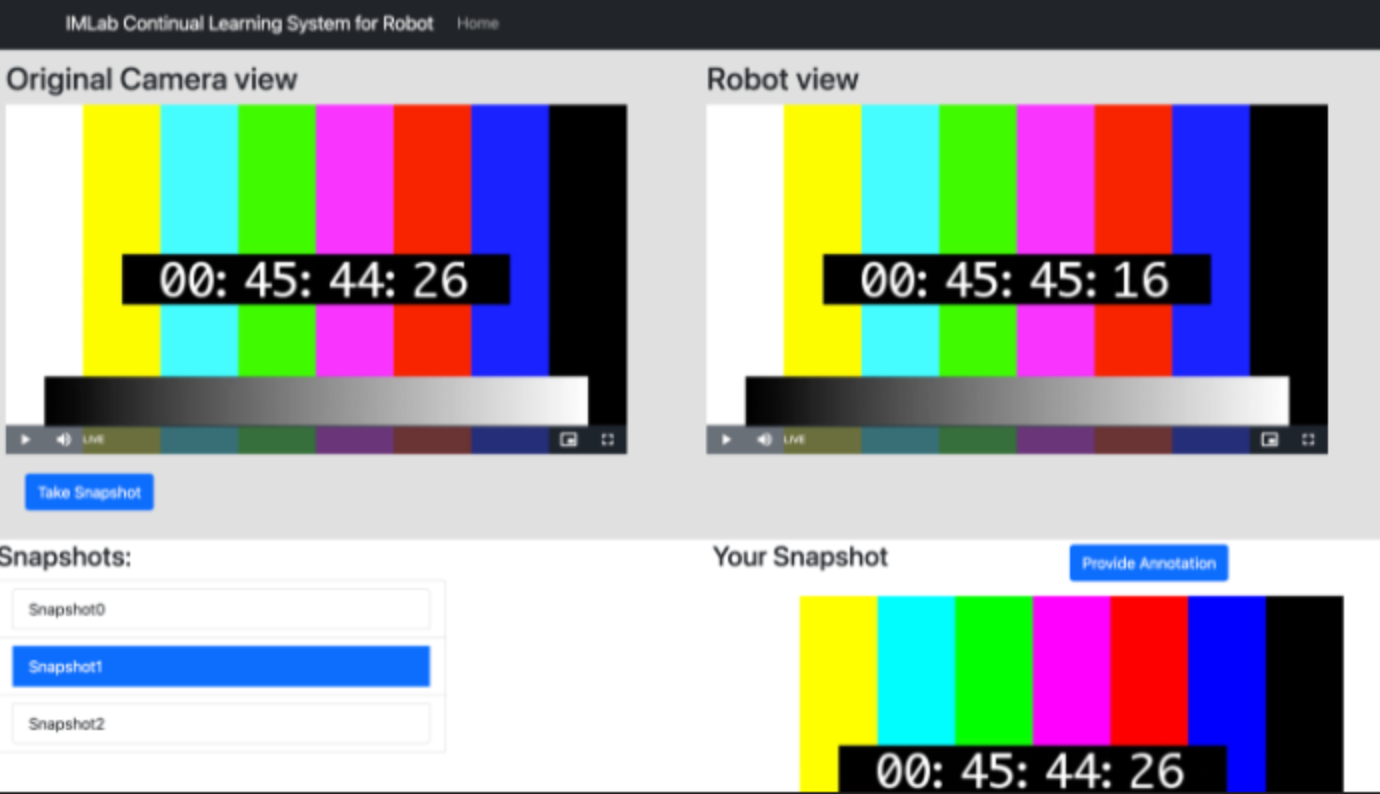 IMLab Continual Learning System for Robot Home
Original Camera view
Robot view
00: 45: 44: 26
00: 45: 45: 16
LIVE
LIVE
Take Snapshot
Snapshots:
Your Snapshot
Provide Annotation
Snapshot0
Snapshot1
Snapshot2
00: 45: 44: 26